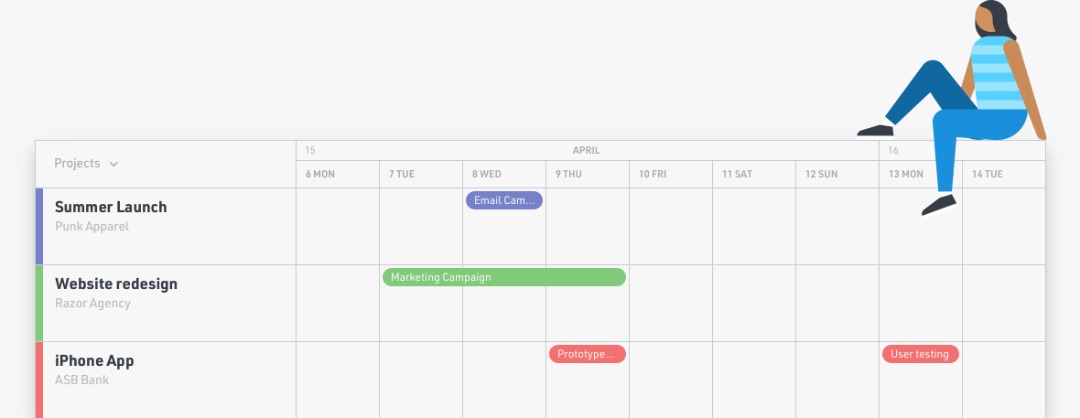 15 APRIL 16
Projects
6 MON 7 TUE 8 WED 9 THU 10 FRI 11 SAT 12 SUN 13 MON 14 TUE
Summer Launch
Punk Apparel
Email Cam...
Website redesign
Razor Agency
Marketing Campaign
iPhone App
ASB Bank
Prototype...
User testing